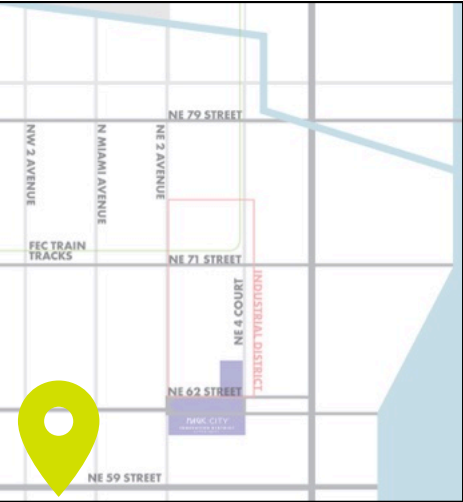 NE 79 STREET
NW 2 AVENUE
N MIAMI AVENUE
NE 2 AVENUE
FEC TRAIN
TRACKS
NE 71 STREET
NE 4 COURT
INDUSTRIAL DISTRICT
NE 62 STREET
CITY
NE 59 STREET